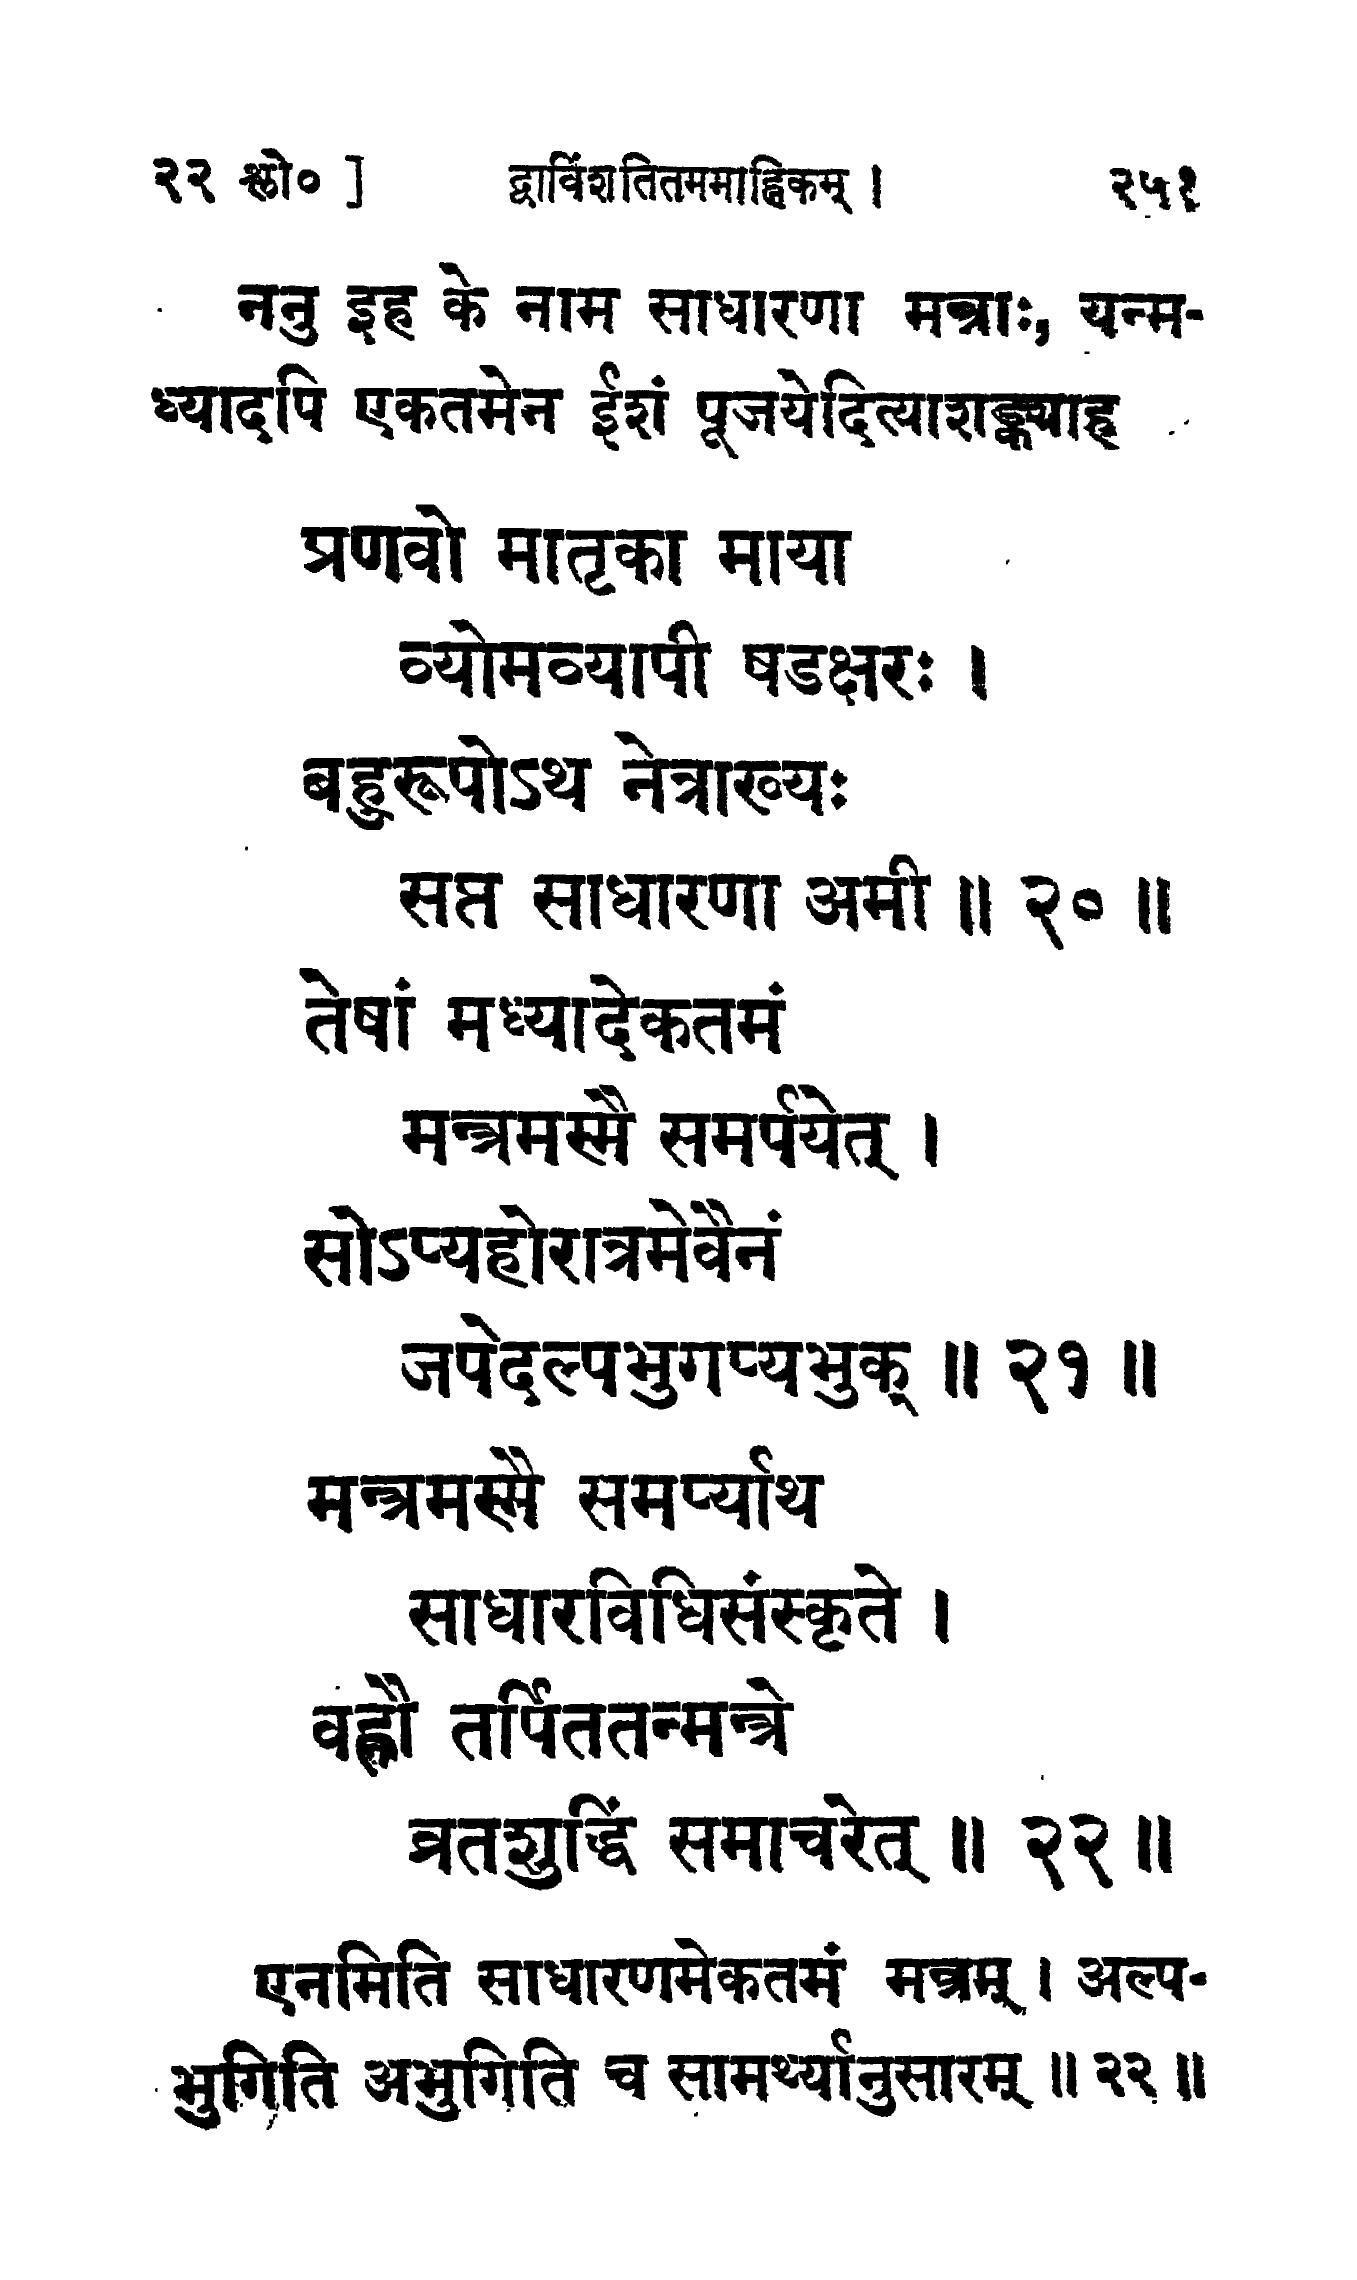 २२ श्लो० ] द्वाविंशतितममाह्निकम् । २५१
ननु इह के नाम साधारणा मन्त्राः, यन्म-
ध्यादपि एकतमेन ईशं पूजयेदित्याशङ्क्याह
प्रणवो मातृका माया
व्योमव्यापी षडक्षरः ।
बहुरूपोऽथ नेत्राख्यः
सप्त साधारणा अमी ॥ २० ॥
तेषां मध्यादेकतमं
मन्त्रमस्मै समर्पयेत् ।
सोऽप्यहोरात्रमेवैनं
जपेदल्पभुगप्यभुक् ॥ २१ ॥
मन्त्रमस्मै समर्प्याथ
साधारविधिसंस्कृते ।
वह्नौ तर्पिततन्मन्त्रे
व्रतशुद्धिं समाचरेत् ॥ २२ ॥
एनमिति साधारणमेकतमं मन्त्रम् । अल्प-
भुगिति अभुगिति च सामर्थ्यानुसारम् ॥ २२ ॥